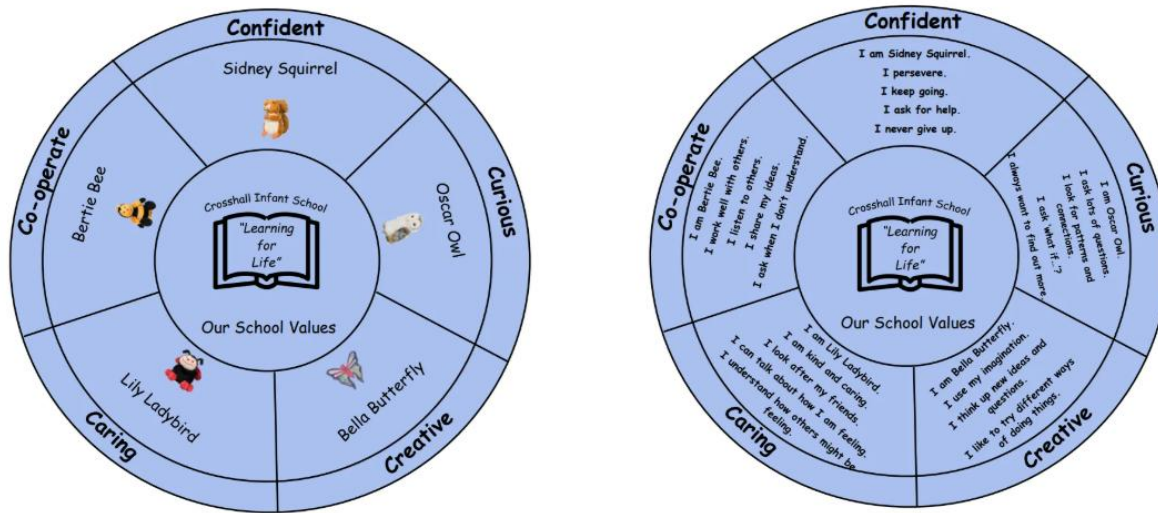 Confident
Sidney Squirrel
Curious
Oscar Owl
Creative
Bella Butterfly
Caring
Lily Ladybird
Co-operate
Bertie Bee
Crosshall Infant School
"Learning
for
Life"
Our School Values
Confident
I am Sidney Squirrel.
I persevere.
I keep going.
I ask for help.
I never give up.
Curious
I am Oscar Owl.
I ask lots of questions.
I look for patterns and
connections.
I ask 'what if...'?
I always want to find out more.
Creative
I am Bella Butterfly.
I use my imagination.
I think up new ideas and
questions.
I like to try different ways
of doing things.
Caring
I am Lily Ladybird.
I am kind and caring.
I look after my friends.
I can talk about how I am feeling.
I understand how others might be
feeling.
Co-operate
I am Bertie Bee.
I work well with others.
I listen to others.
I share my ideas.
I ask when I don't understand.
Crosshall Infant School
"Learning
for
Life"
Our School Values